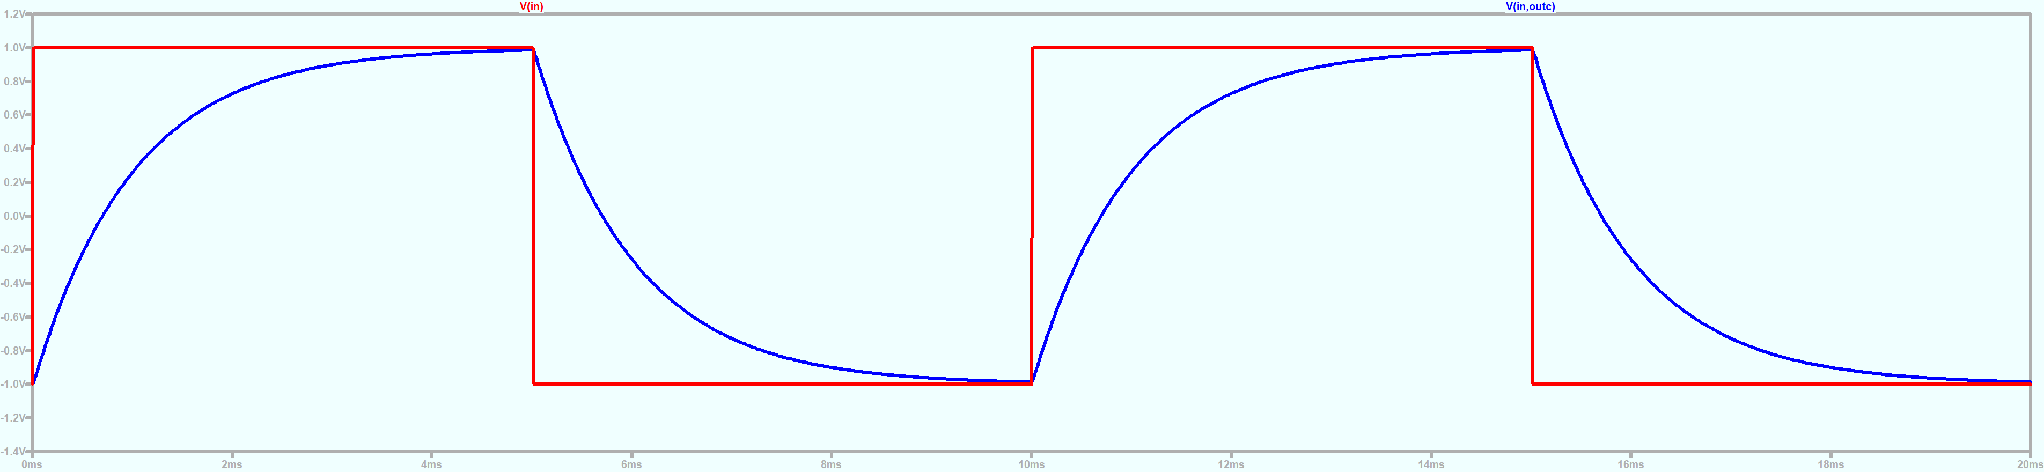 V(in) V(in,outc)
1.2V
1.0V
0.8V
0.6V
0.4V
0.2V
0.0V
-0.2V
-0.4V
-0.6V
-0.8V
-1.0V
-1.2V
-1.4V
0ms 2ms 4ms 6ms 8ms 10ms 12ms 14ms 16ms 18ms 20ms